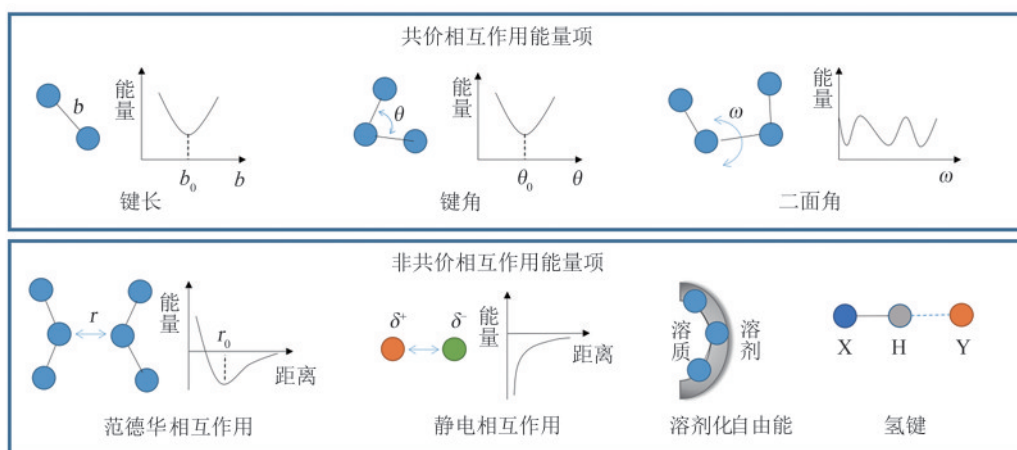 共价相互作用能量项
能量
b
b₀
b
键长
能量
θ
θ₀
θ
键角
能量
ω
ω
二面角
非共价相互作用能量项
r
能量
r₀
距离
范德华相互作用
δ⁺
δ⁻
能量
距离
静电相互作用
溶质
溶剂
溶剂化自由能
X H Y
氢键